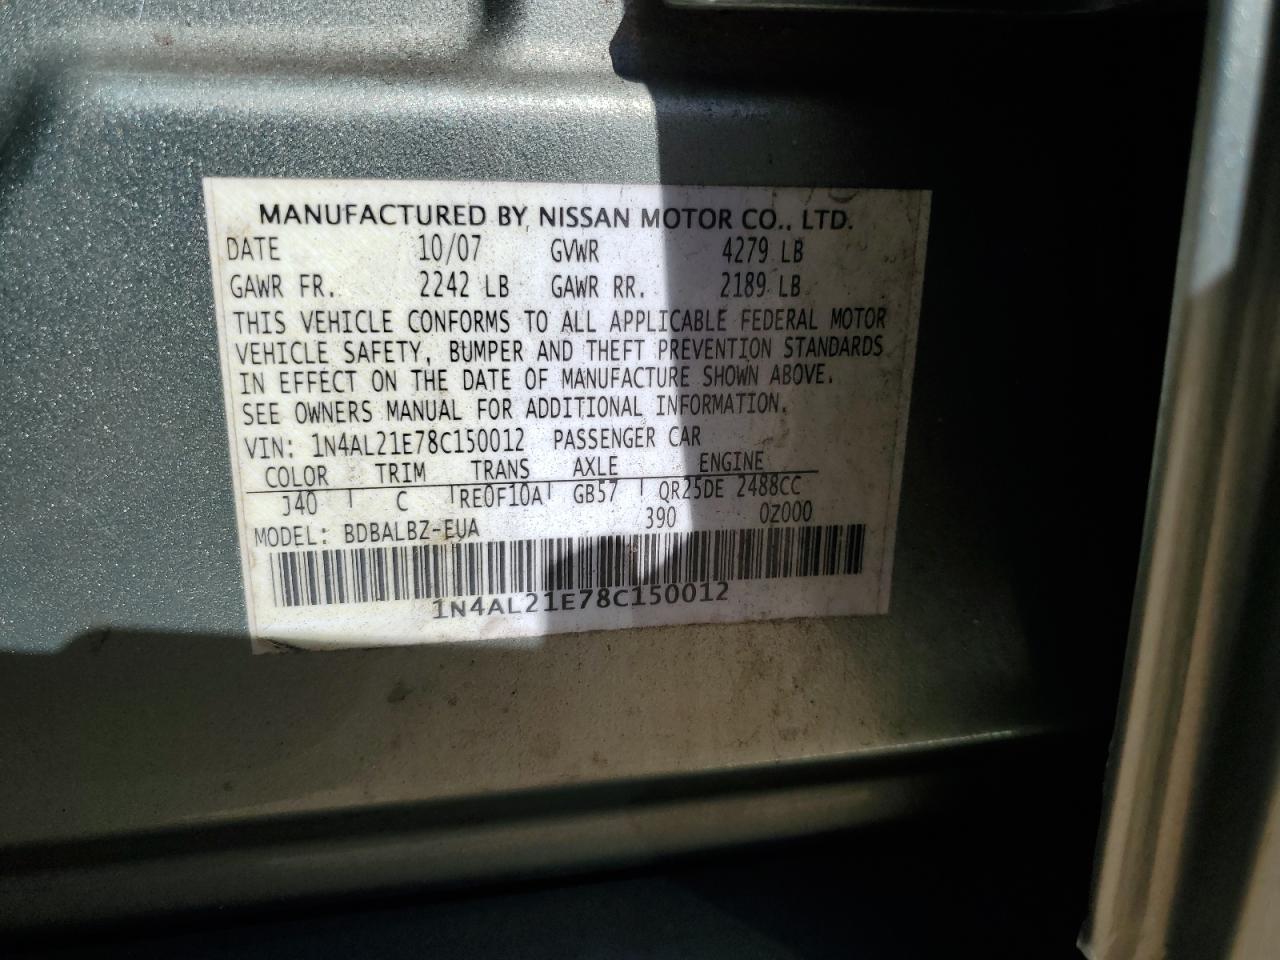 MANUFACTURED BY NISSAN MOTOR CO., LTD.
DATE 10/07 GVWR 4279 LB
GAWR FR. 2242 LB GAWR RR. 2189 LB
THIS VEHICLE CONFORMS TO ALL APPLICABLE FEDERAL MOTOR
VEHICLE SAFETY, BUMPER AND THEFT PREVENTION STANDARDS
IN EFFECT ON THE DATE OF MANUFACTURE SHOWN ABOVE.
SEE OWNERS MANUAL FOR ADDITIONAL INFORMATION.
VIN: 1N4AL21E78C150012 PASSENGER CAR
COLOR TRIM TRANS AXLE ENGINE
J40 C RE0F10A GB57 QR25DE 2488CC
MODEL: BDBALBZ-EUA 390 0Z000
1N4AL21E78C150012